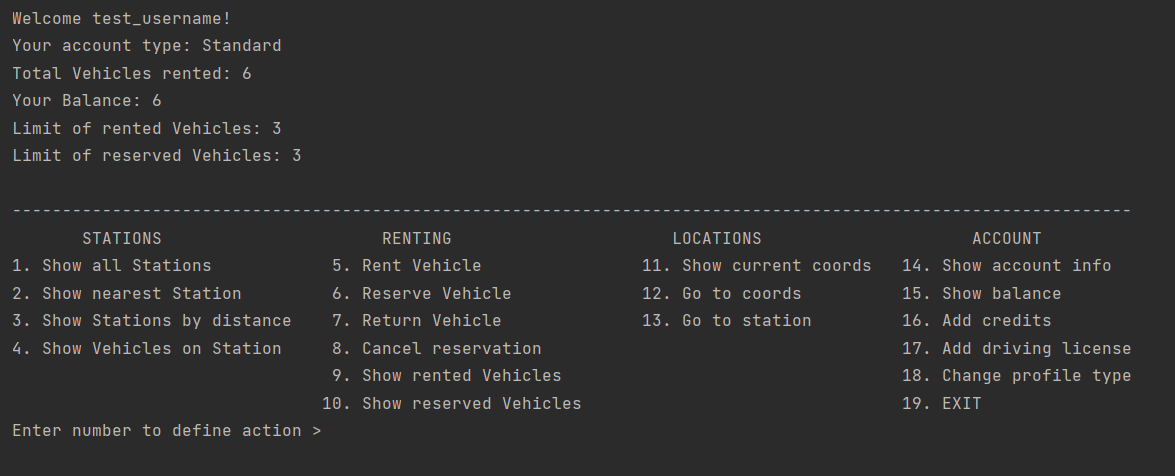 Welcome test_username!
Your account type: Standard
Total Vehicles rented: 6
Your Balance: 6
Limit of rented Vehicles: 3
Limit of reserved Vehicles: 3
----------------------------------------------------------------------------------------------------------------
STATIONS RENTING LOCATIONS ACCOUNT
1. Show all Stations 5. Rent Vehicle 11. Show current coords 14. Show account info
2. Show nearest Station 6. Reserve Vehicle 12. Go to coords 15. Show balance
3. Show Stations by distance 7. Return Vehicle 13. Go to station 16. Add credits
4. Show Vehicles on Station 8. Cancel reservation 17. Add driving license
9. Show rented Vehicles 18. Change profile type
10. Show reserved Vehicles 19. EXIT
Enter number to define action >